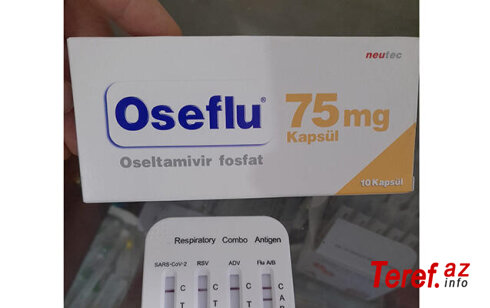 neutec
Oseflu® 75 mg
Kapsül
Oseltamivir fosfat
10 Kapsül
Respiratory Combo Antigen
SARS-CoV-2 RSV ADV Flu A/B
C C C C
T T T A
Teref.az
.info